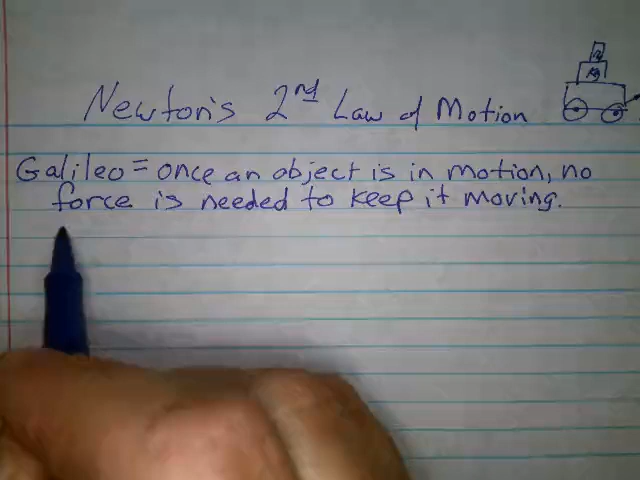 Newton's 2nd Law of Motion
Galileo = once an object is in motion, no
force is needed to keep it moving.